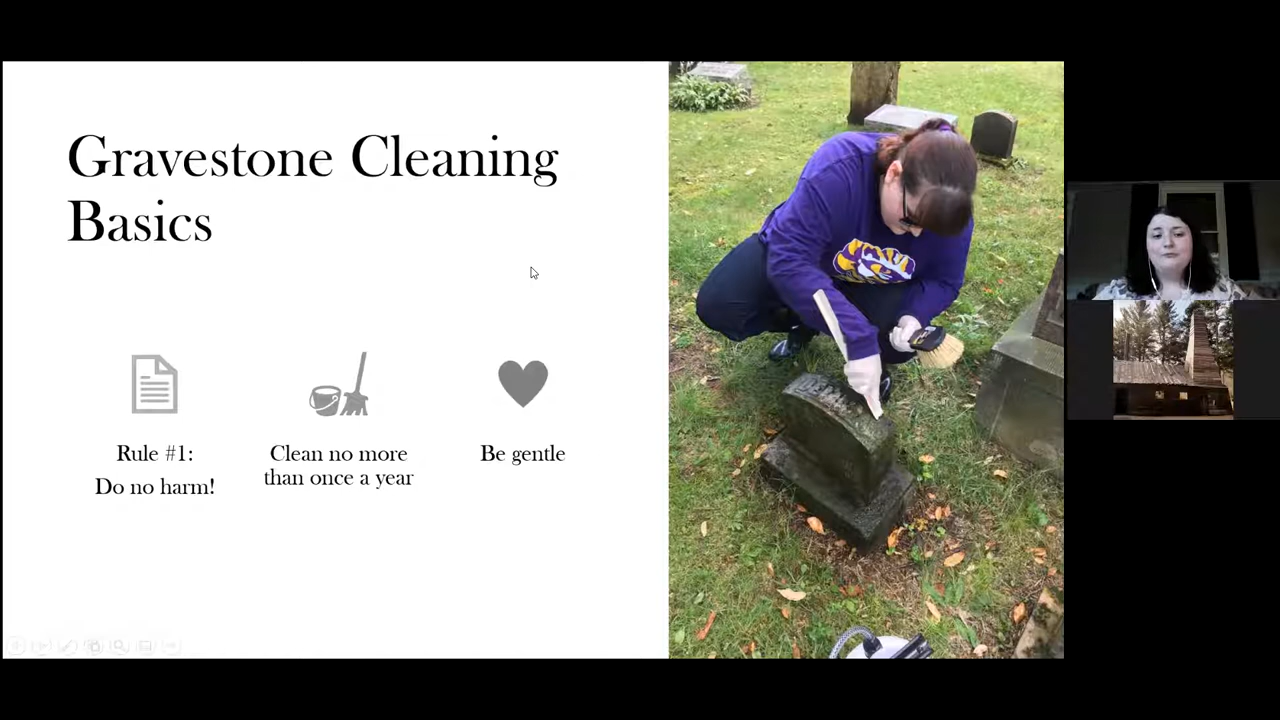 Gravestone Cleaning
Basics
Rule #1:
Do no harm!
Clean no more
than once a year
Be gentle